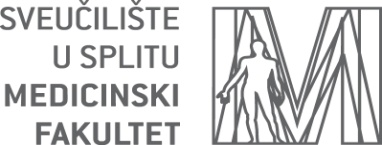 SVEUČILIŠTE
U SPLITU
MEDICINSKI
FAKULTET